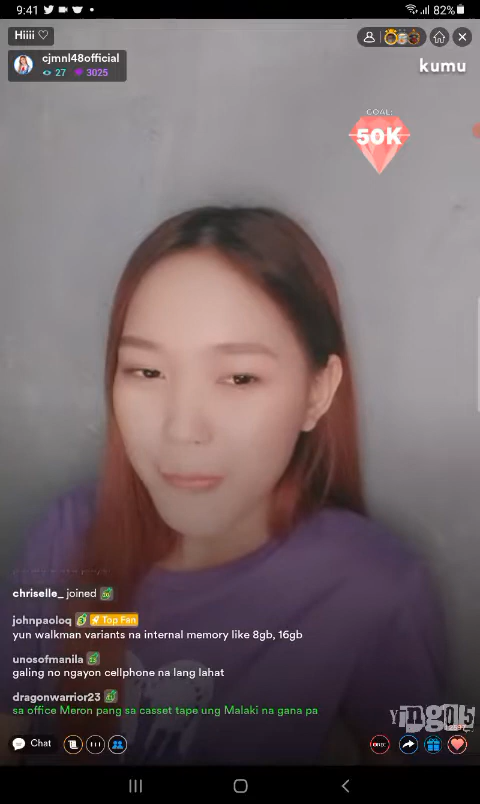 9:41
82%
Hiiii ♡
cjmnl48official
27 3025
kumu
GOAL:
50K
chriselle_ joined
johnpaoloq Top Fan
yun walkman variants na internal memory like 8gb, 16gb
unosofmanila
galing no ngayon cellphone na lang lahat
dragonwarrior23
sa office Meron pang sa casset tape ung Malaki na gana pa
Chat